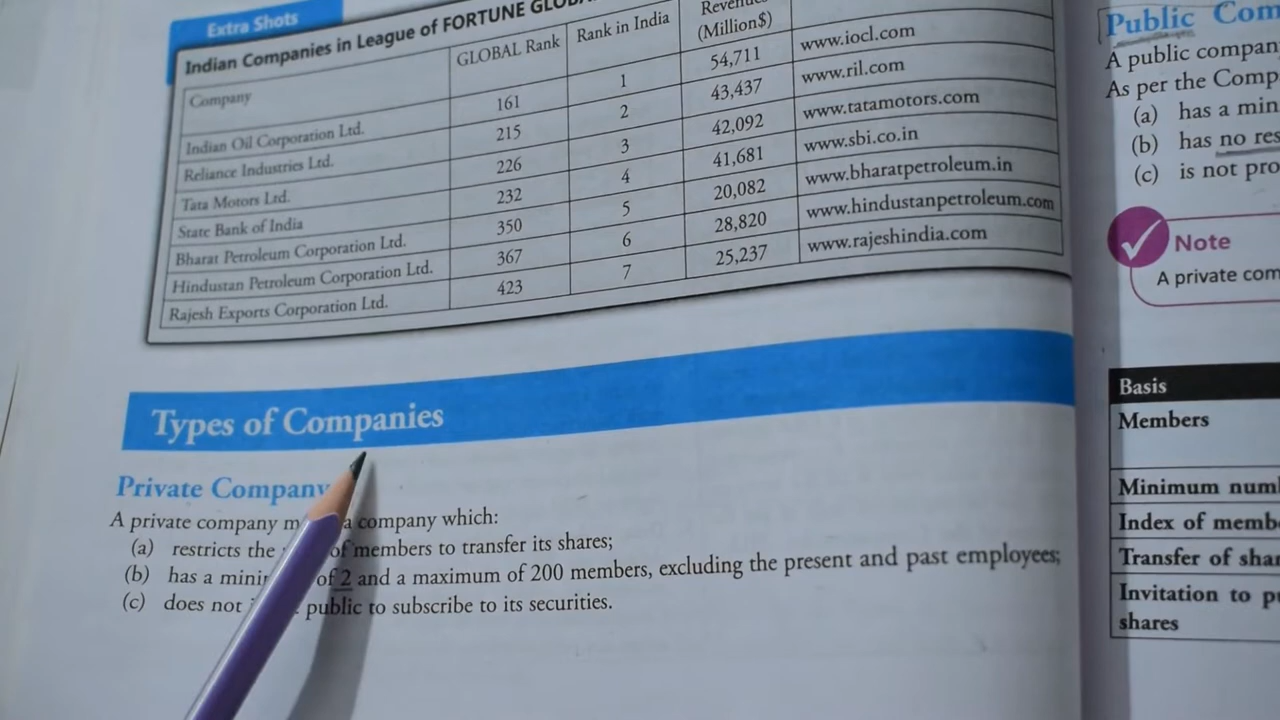 Extra Shots
Indian Companies in League of FORTUNE
Company GLOBAL Rank Rank in India (Million$)
Indian Oil Corporation Ltd. 161 1 54,711 www.iocl.com
Reliance Industries Ltd. 215 2 43,437 www.ril.com
Tata Motors Ltd. 226 3 42,092 www.tatamotors.com
State Bank of India 232 4 41,681 www.sbi.co.in
Bharat Petroleum Corporation Ltd. 350 5 20,082 www.bharatpetroleum.in
Hindustan Petroleum Corporation Ltd. 367 6 28,820 www.hindustanpetroleum.com
Rajesh Exports Corporation Ltd. 423 7 25,237 www.rajeshindia.com
Types of Companies
Private Company
A private company a company which:
(a) restricts the of members to transfer its shares;
(b) has a of 2 and a maximum of 200 members, excluding the present and past employees;
(c) does not public to subscribe to its securities.
Public
A public
As per the
(a) has a
(b) has no
(c) is not
Note
A private
Basis
Members
Minimum
Index of
Transfer of
Invitation to
shares